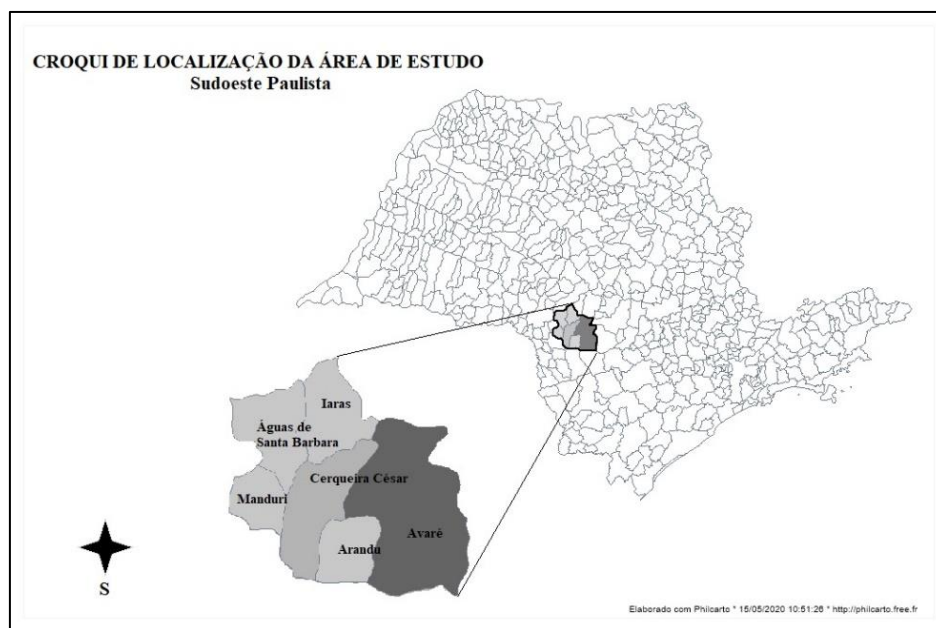 CROQUI DE LOCALIZAÇÃO DA ÁREA DE ESTUDO
Sudoeste Paulista
Iaras
Águas de
Santa Barbara
Cerqueira César
Manduri
Avaré
Arandu
S
Elaborado com Philcarto * 15/05/2020 10:51:26 * http://philcarto.free.fr